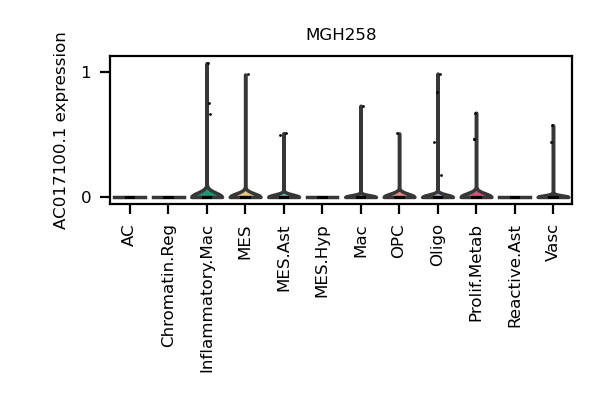 MGH258
AC017100.1 expression
1
0
AC
Chromatin.Reg
Inflammatory.Mac
MES
MES.Ast
MES.Hyp
Mac
OPC
Oligo
Prolif.Metab
Reactive.Ast
Vasc